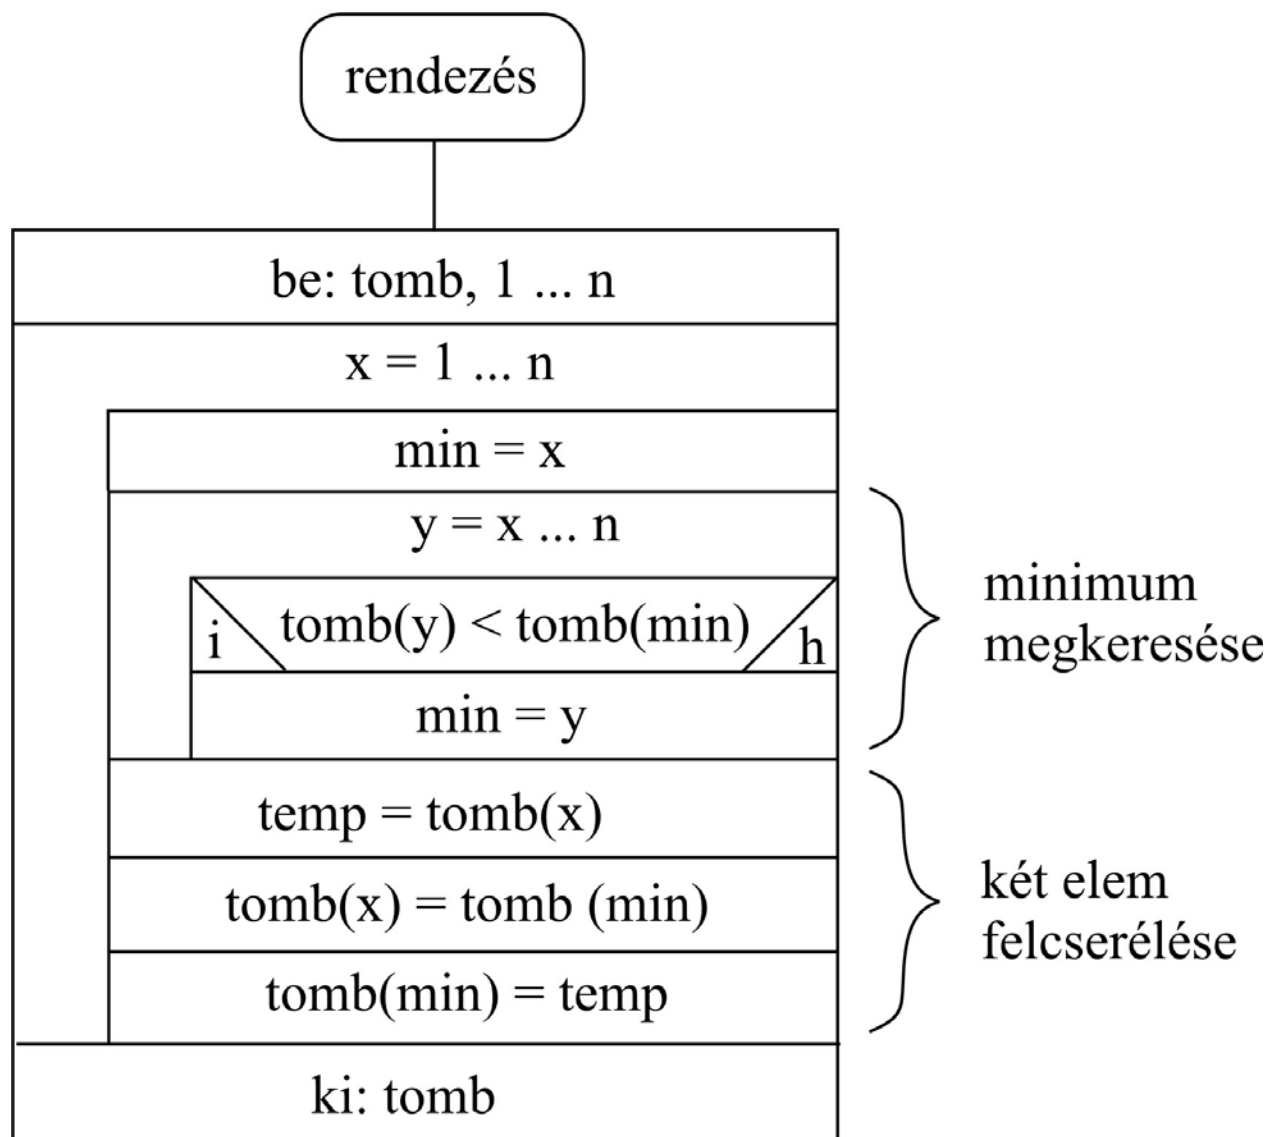 rendezés
be: tomb, 1 ... n
x = 1 ... n
min = x
y = x ... n
i
tomb(y) < tomb(min)
h
min = y
minimum
megkeresése
temp = tomb(x)
tomb(x) = tomb (min)
tomb(min) = temp
két elem
felcserélése
ki: tomb